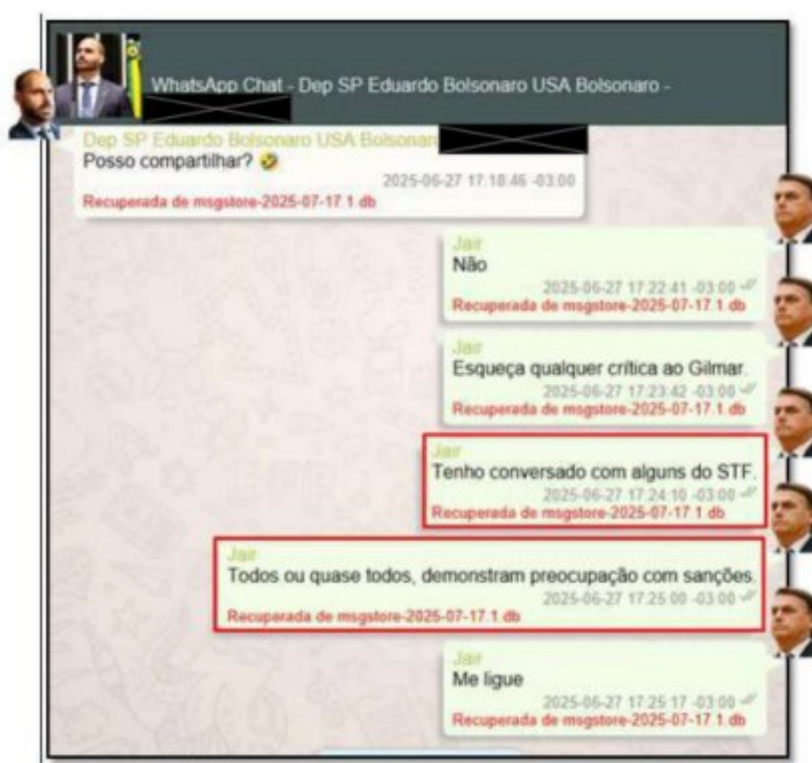 WhatsApp Chat - Dep SP Eduardo Bolsonaro USA Bolsonaro -
Dep SP Eduardo Bolsonaro USA Bolsonaro
Posso compartilhar? 🤣
2025-06-27 17:18:46 -03:00
Recuperada de msgstore-2025-07-17.1.db
Jair
Não
2025-06-27 17:22:41 -03:00
Recuperada de msgstore-2025-07-17.1.db
Jair
Esqueça qualquer crítica ao Gilmar.
2025-06-27 17:23:42 -03:00
Recuperada de msgstore-2025-07-17.1.db
Jair
Tenho conversado com alguns do STF.
2025-06-27 17:24:10 -03:00
Recuperada de msgstore-2025-07-17.1.db
Jair
Todos ou quase todos, demonstram preocupação com sanções.
2025-06-27 17:25:00 -03:00
Recuperada de msgstore-2025-07-17.1.db
Jair
Me ligue
2025-06-27 17:25:17 -03:00
Recuperada de msgstore-2025-07-17.1.db